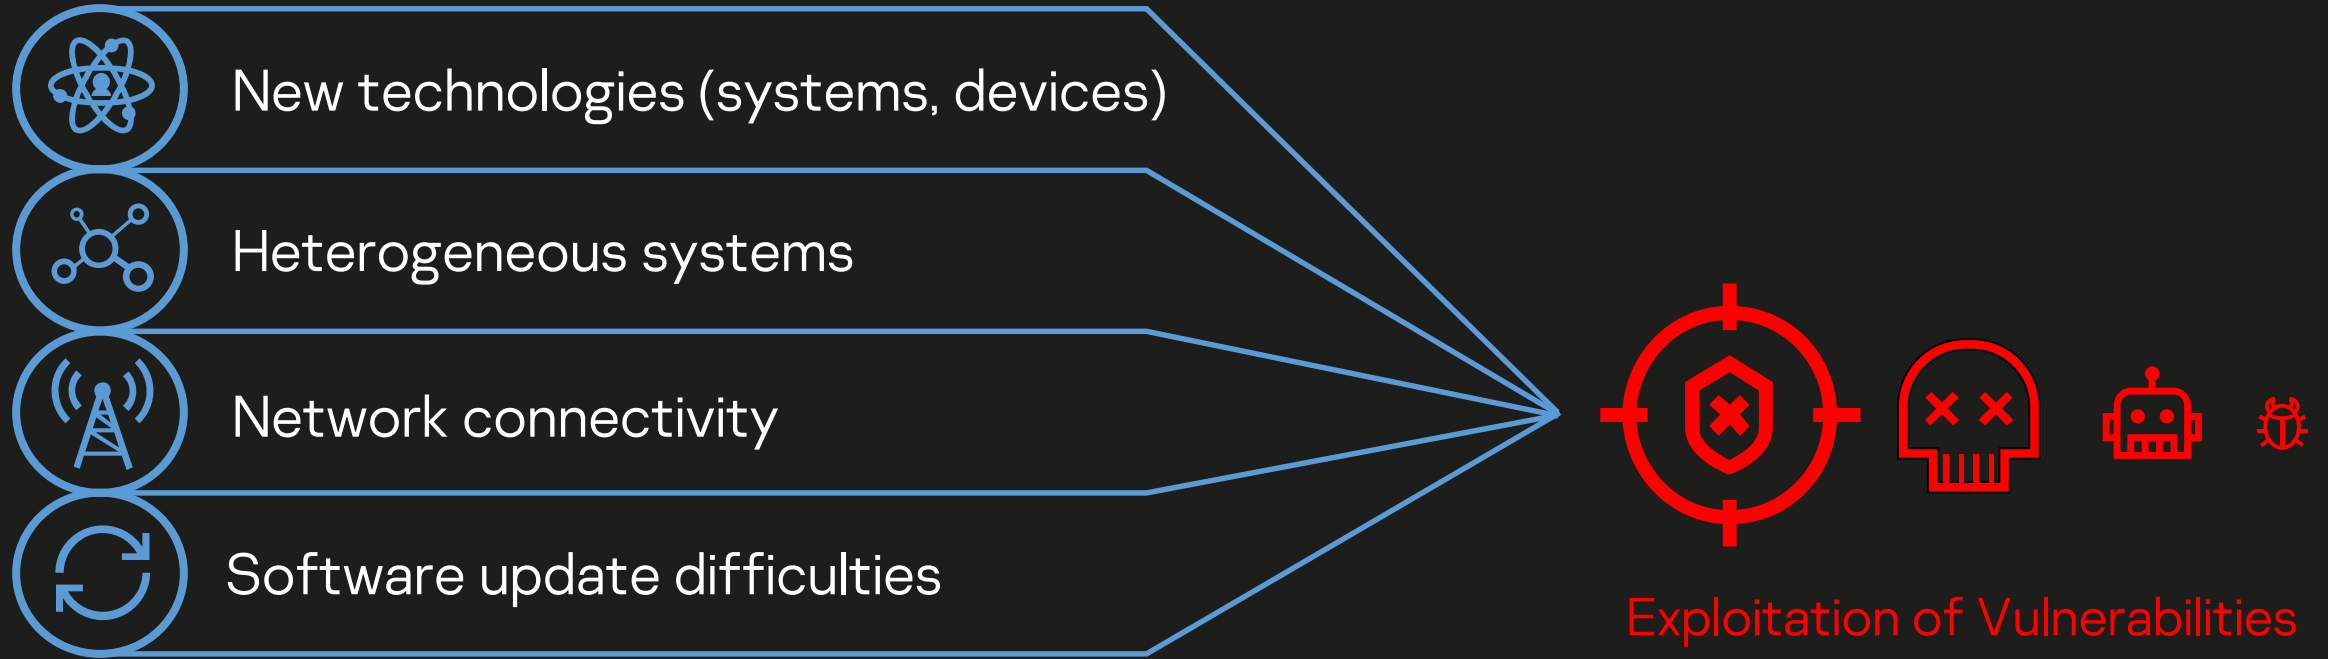 New technologies (systems, devices)
Heterogeneous systems
Network connectivity
Software update difficulties
Exploitation of Vulnerabilities